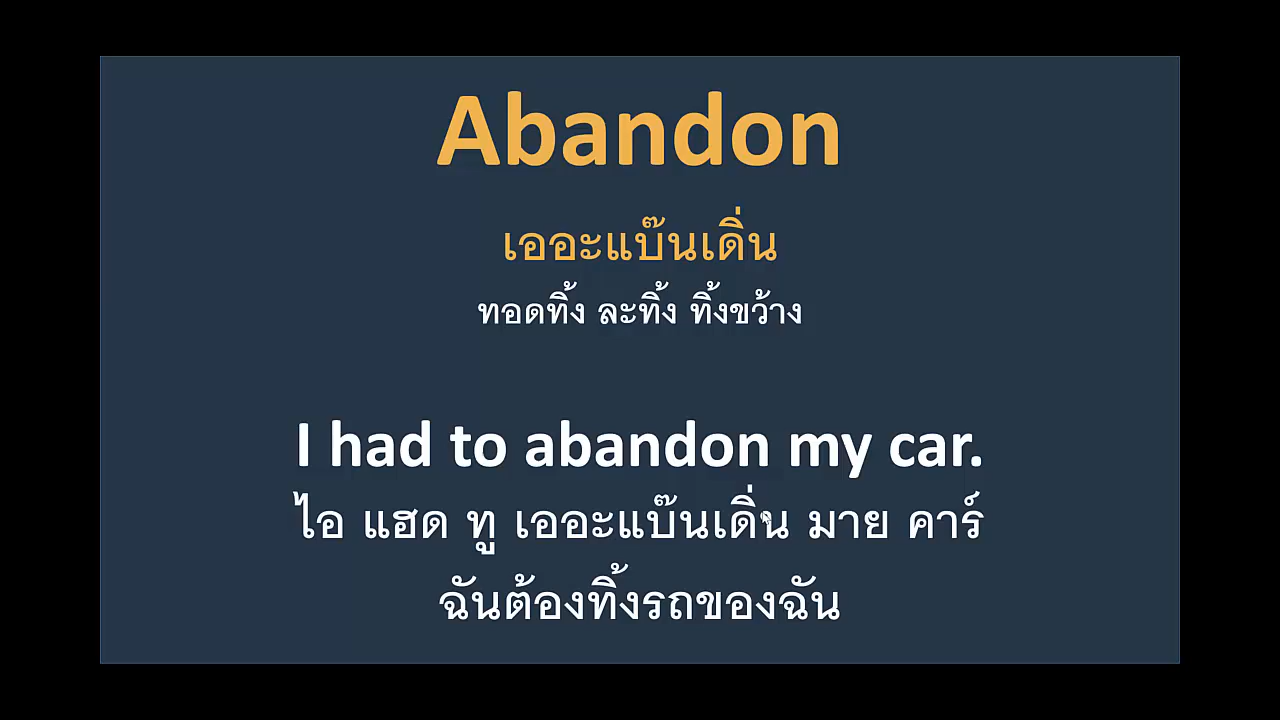 Abandon
เออะแบ๊นเดิ่น
ทอดทิ้ง ละทิ้ง ทิ้งขว้าง
I had to abandon my car.
ไอ แฮด ทู เออะแบ๊นเดิ่น มาย คาร์
ฉันต้องทิ้งรถของฉัน